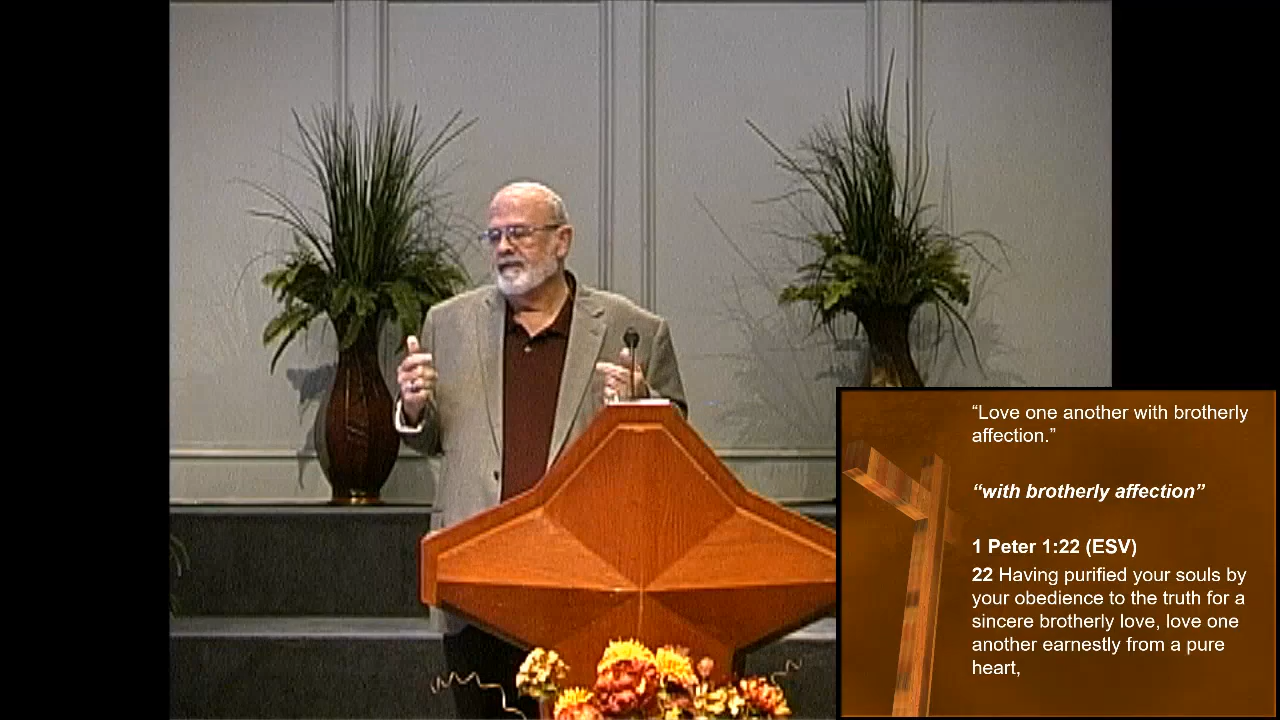 “Love one another with brotherly
affection.”
“with brotherly affection”
1 Peter 1:22 (ESV)
22 Having purified your souls by
your obedience to the truth for a
sincere brotherly love, love one
another earnestly from a pure
heart,